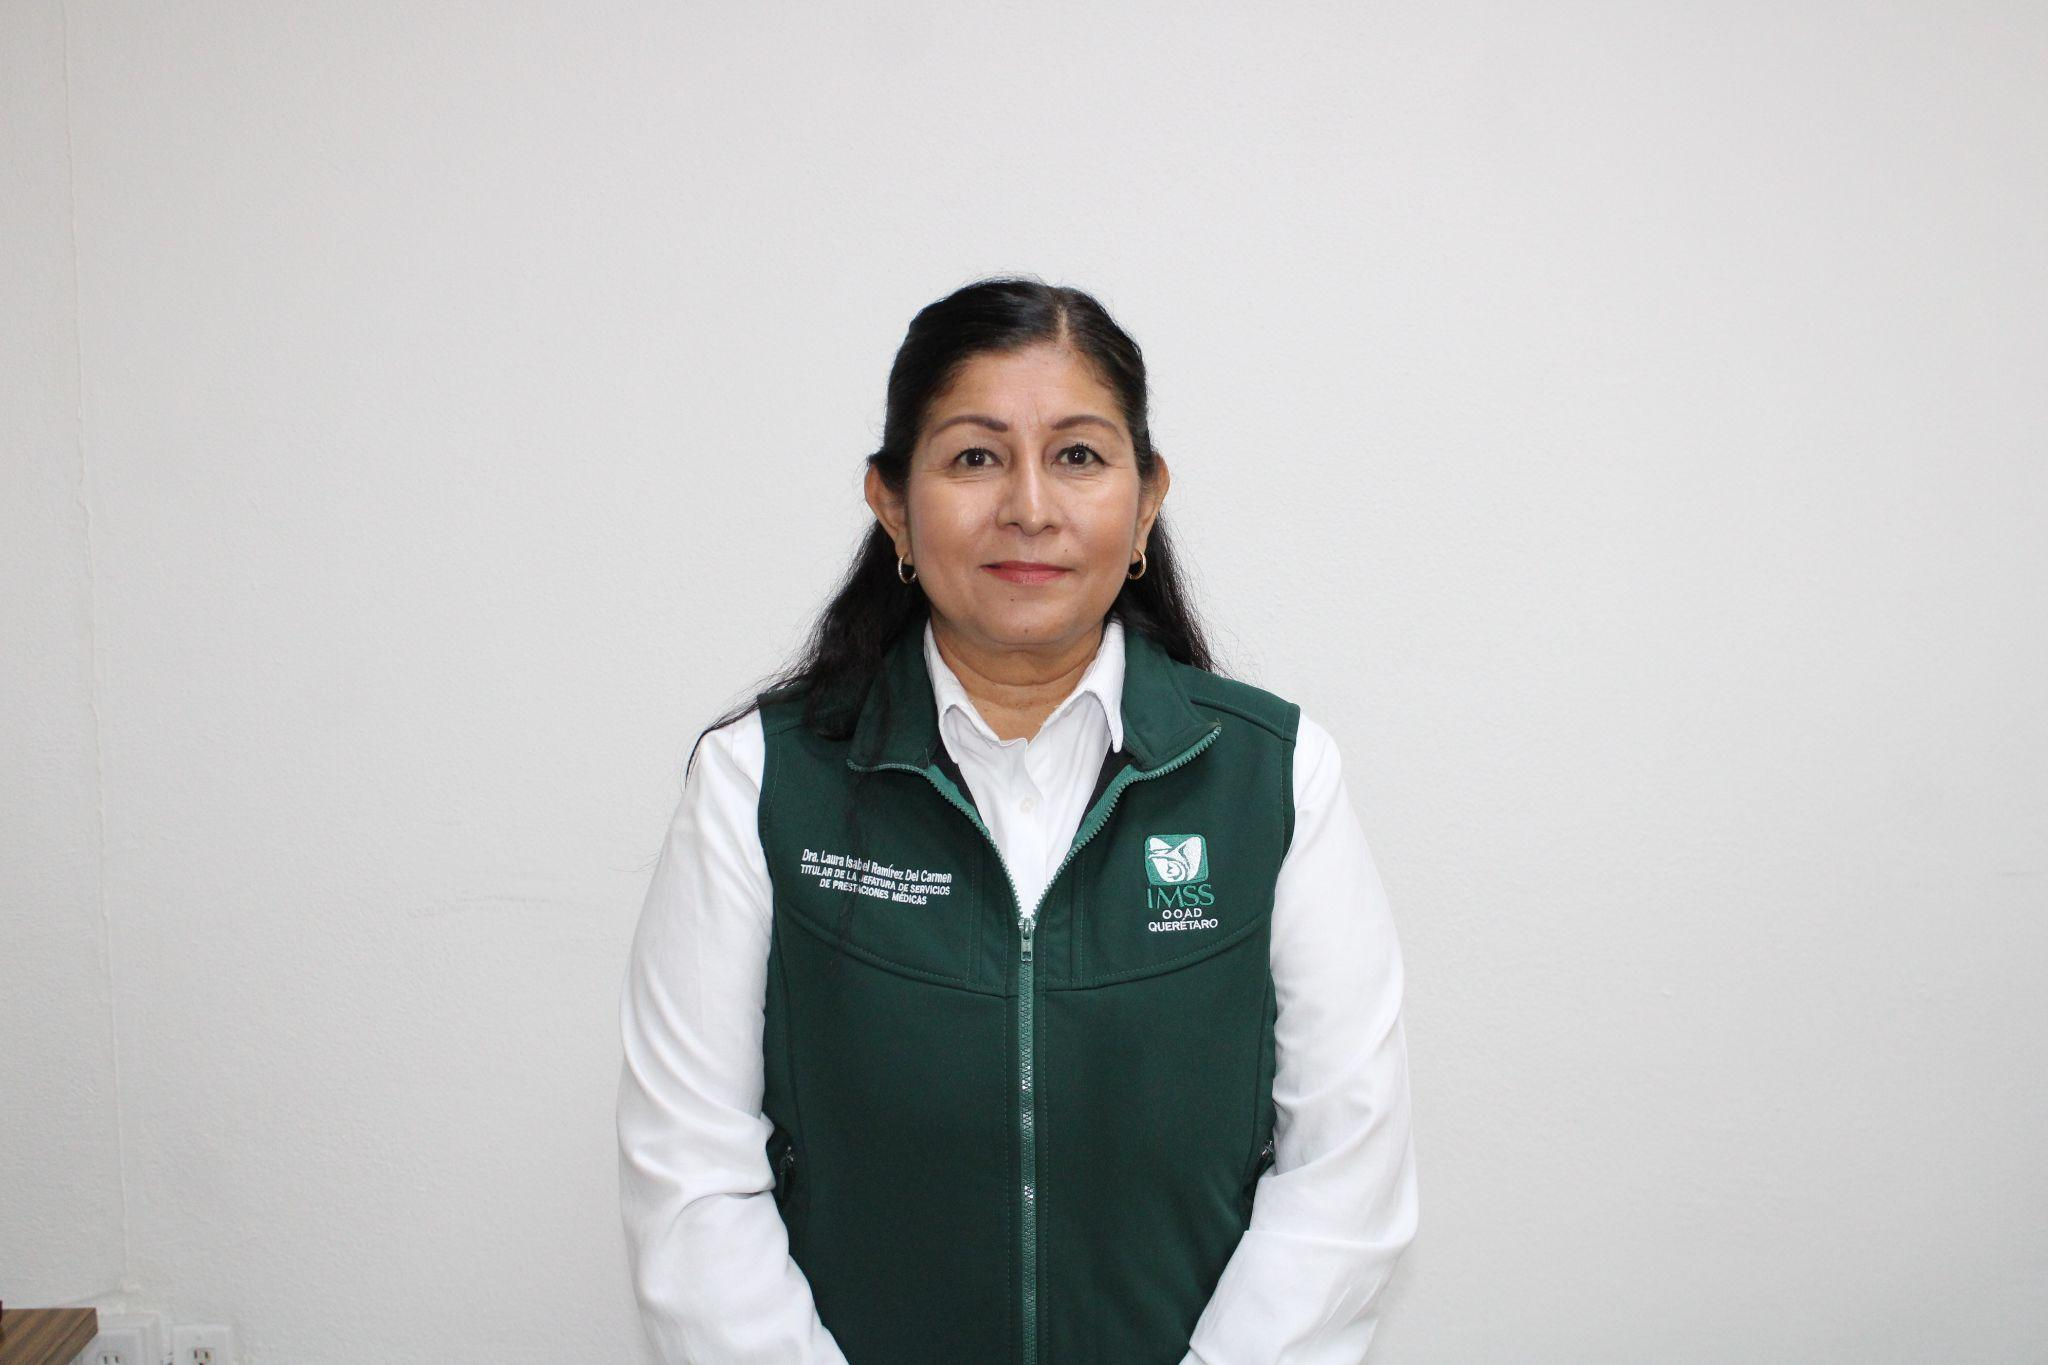 Dra. Laura Isabel Ramírez Del Carmen
TITULAR DE LA JEFATURA DE SERVICIOS
DE PRESTACIONES MÉDICAS
IMSS
OOAD
QUERÉTARO